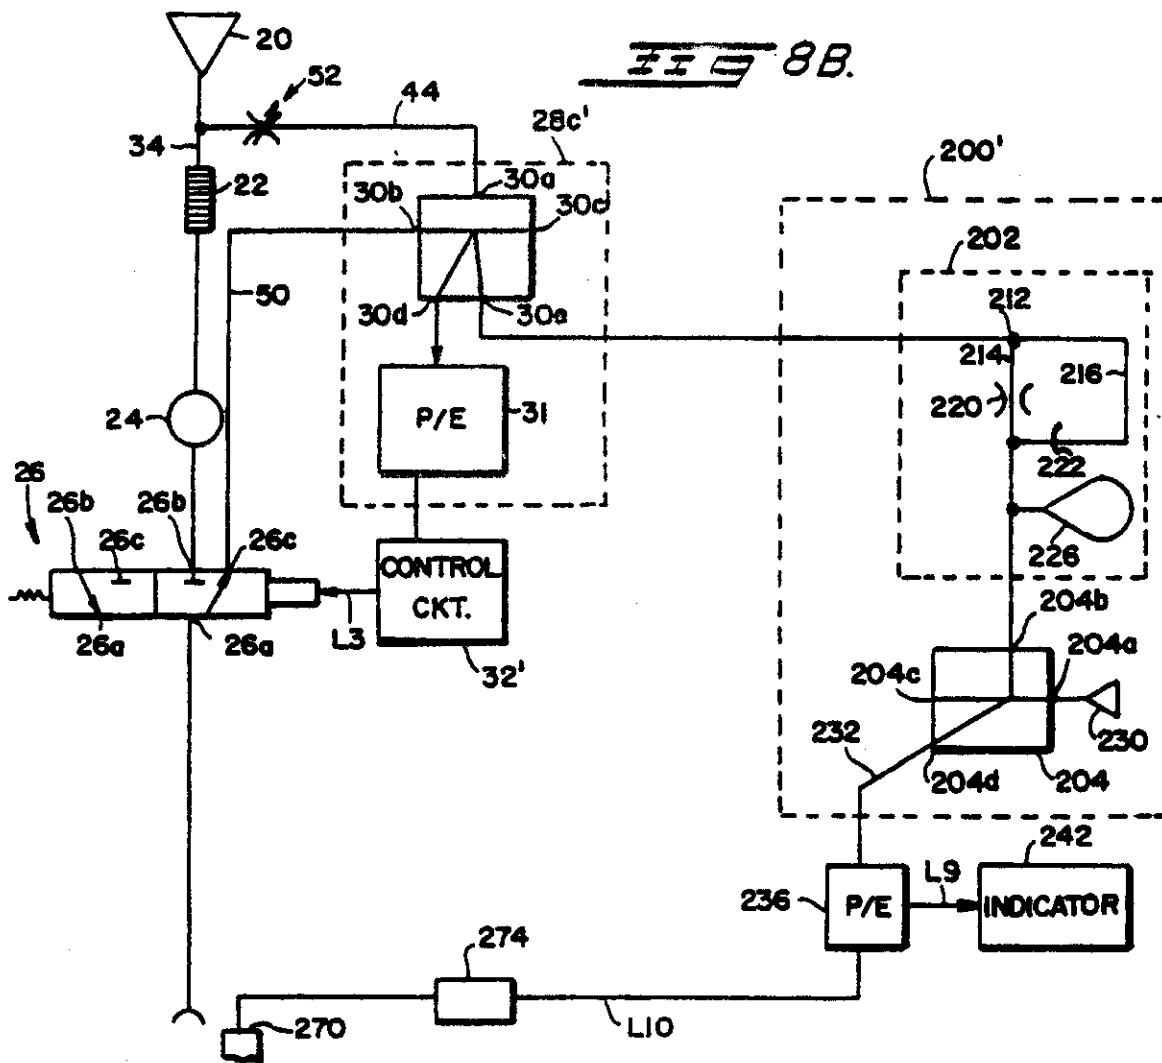 FIG 8B.
20
52
44
34
28c'
200'
22
30a
30b
30c
202
50
212
30d
30e
214
216
220
24
P/E
31
222
26
26b
26b
26c
26c
226
CONTROL
CKT.
204b
L3
26a
26a
204a
32'
204c
230
232
204d
204
242
L9
236
P/E
INDICATOR
274
L10
270